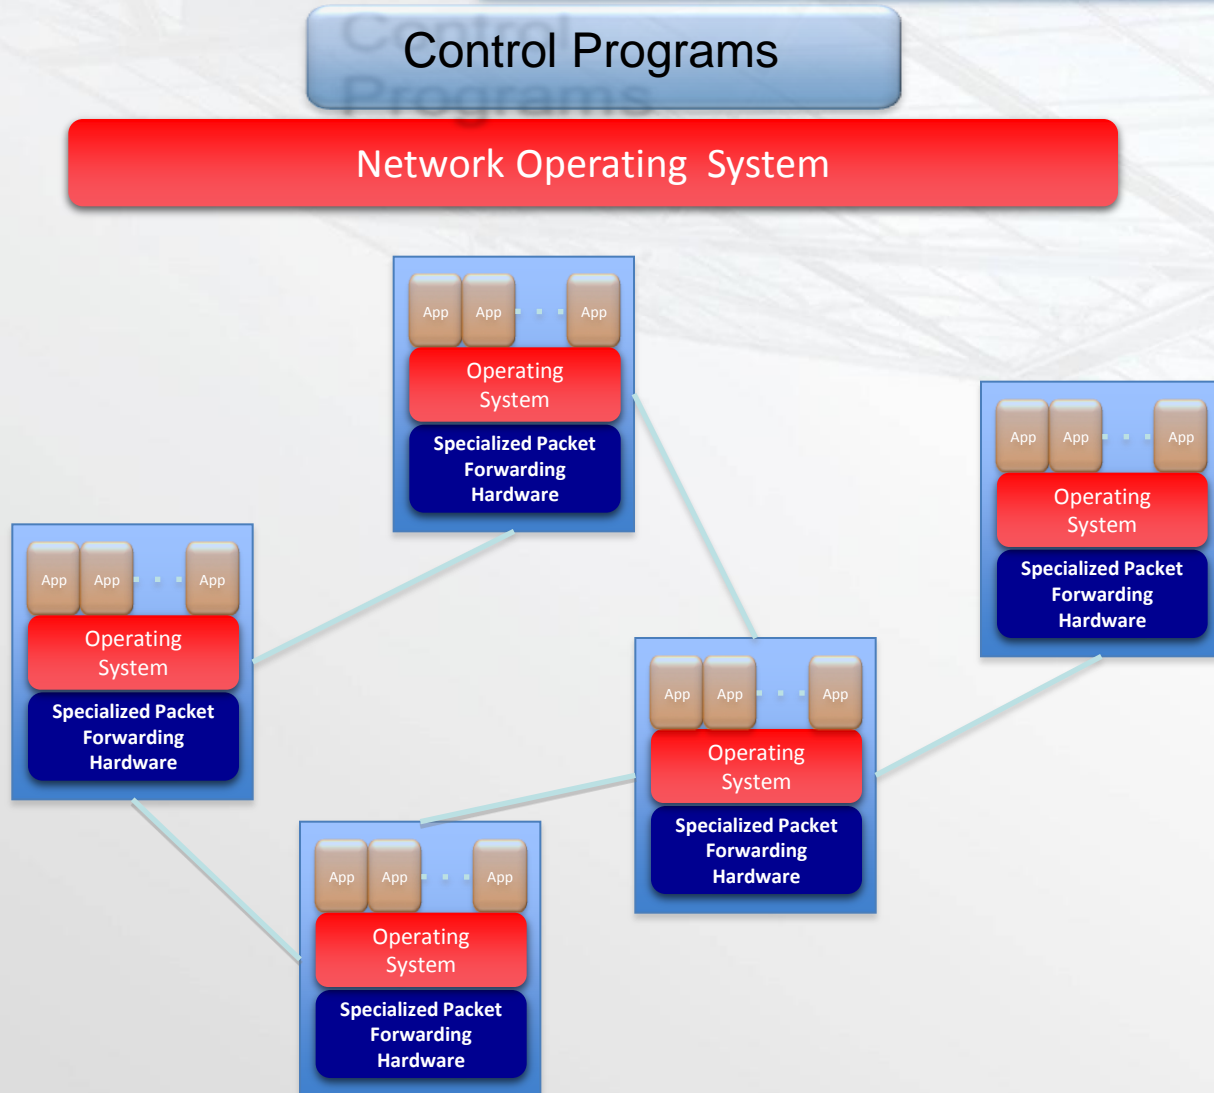 Control Programs
Network Operating System
App App App
Operating
System
Specialized Packet
Forwarding
Hardware
App App App
Operating
System
Specialized Packet
Forwarding
Hardware
App App App
Operating
System
Specialized Packet
Forwarding
Hardware
App App App
Operating
System
Specialized Packet
Forwarding
Hardware
App App App
Operating
System
Specialized Packet
Forwarding
Hardware